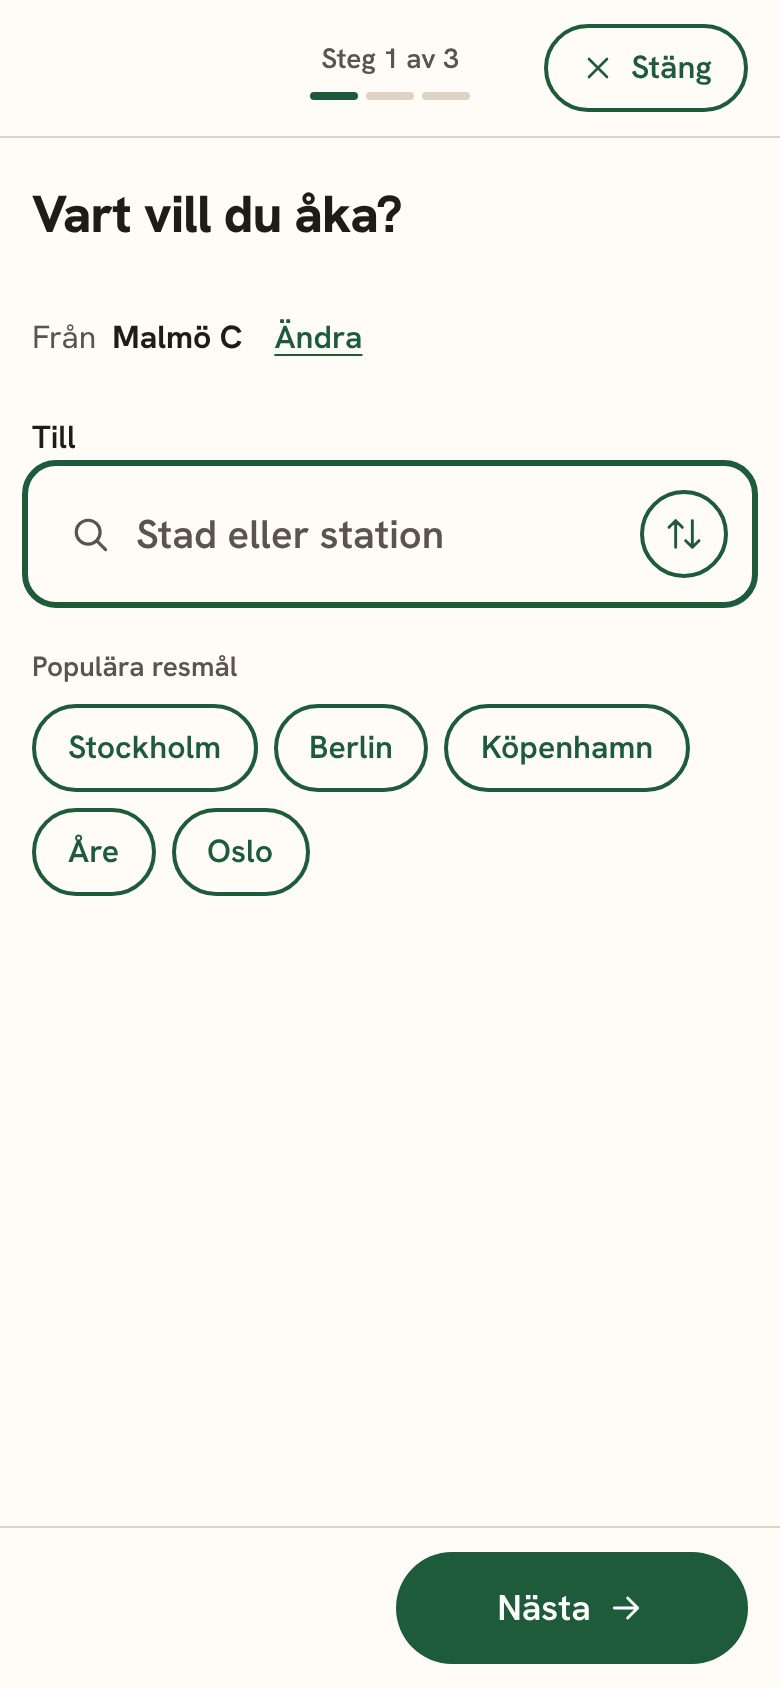 Steg 1 av 3
Stäng
Vart vill du åka?
Från Malmö C Ändra
Till
Stad eller station
Populära resmål
Stockholm Berlin Köpenhamn
Åre Oslo
Nästa